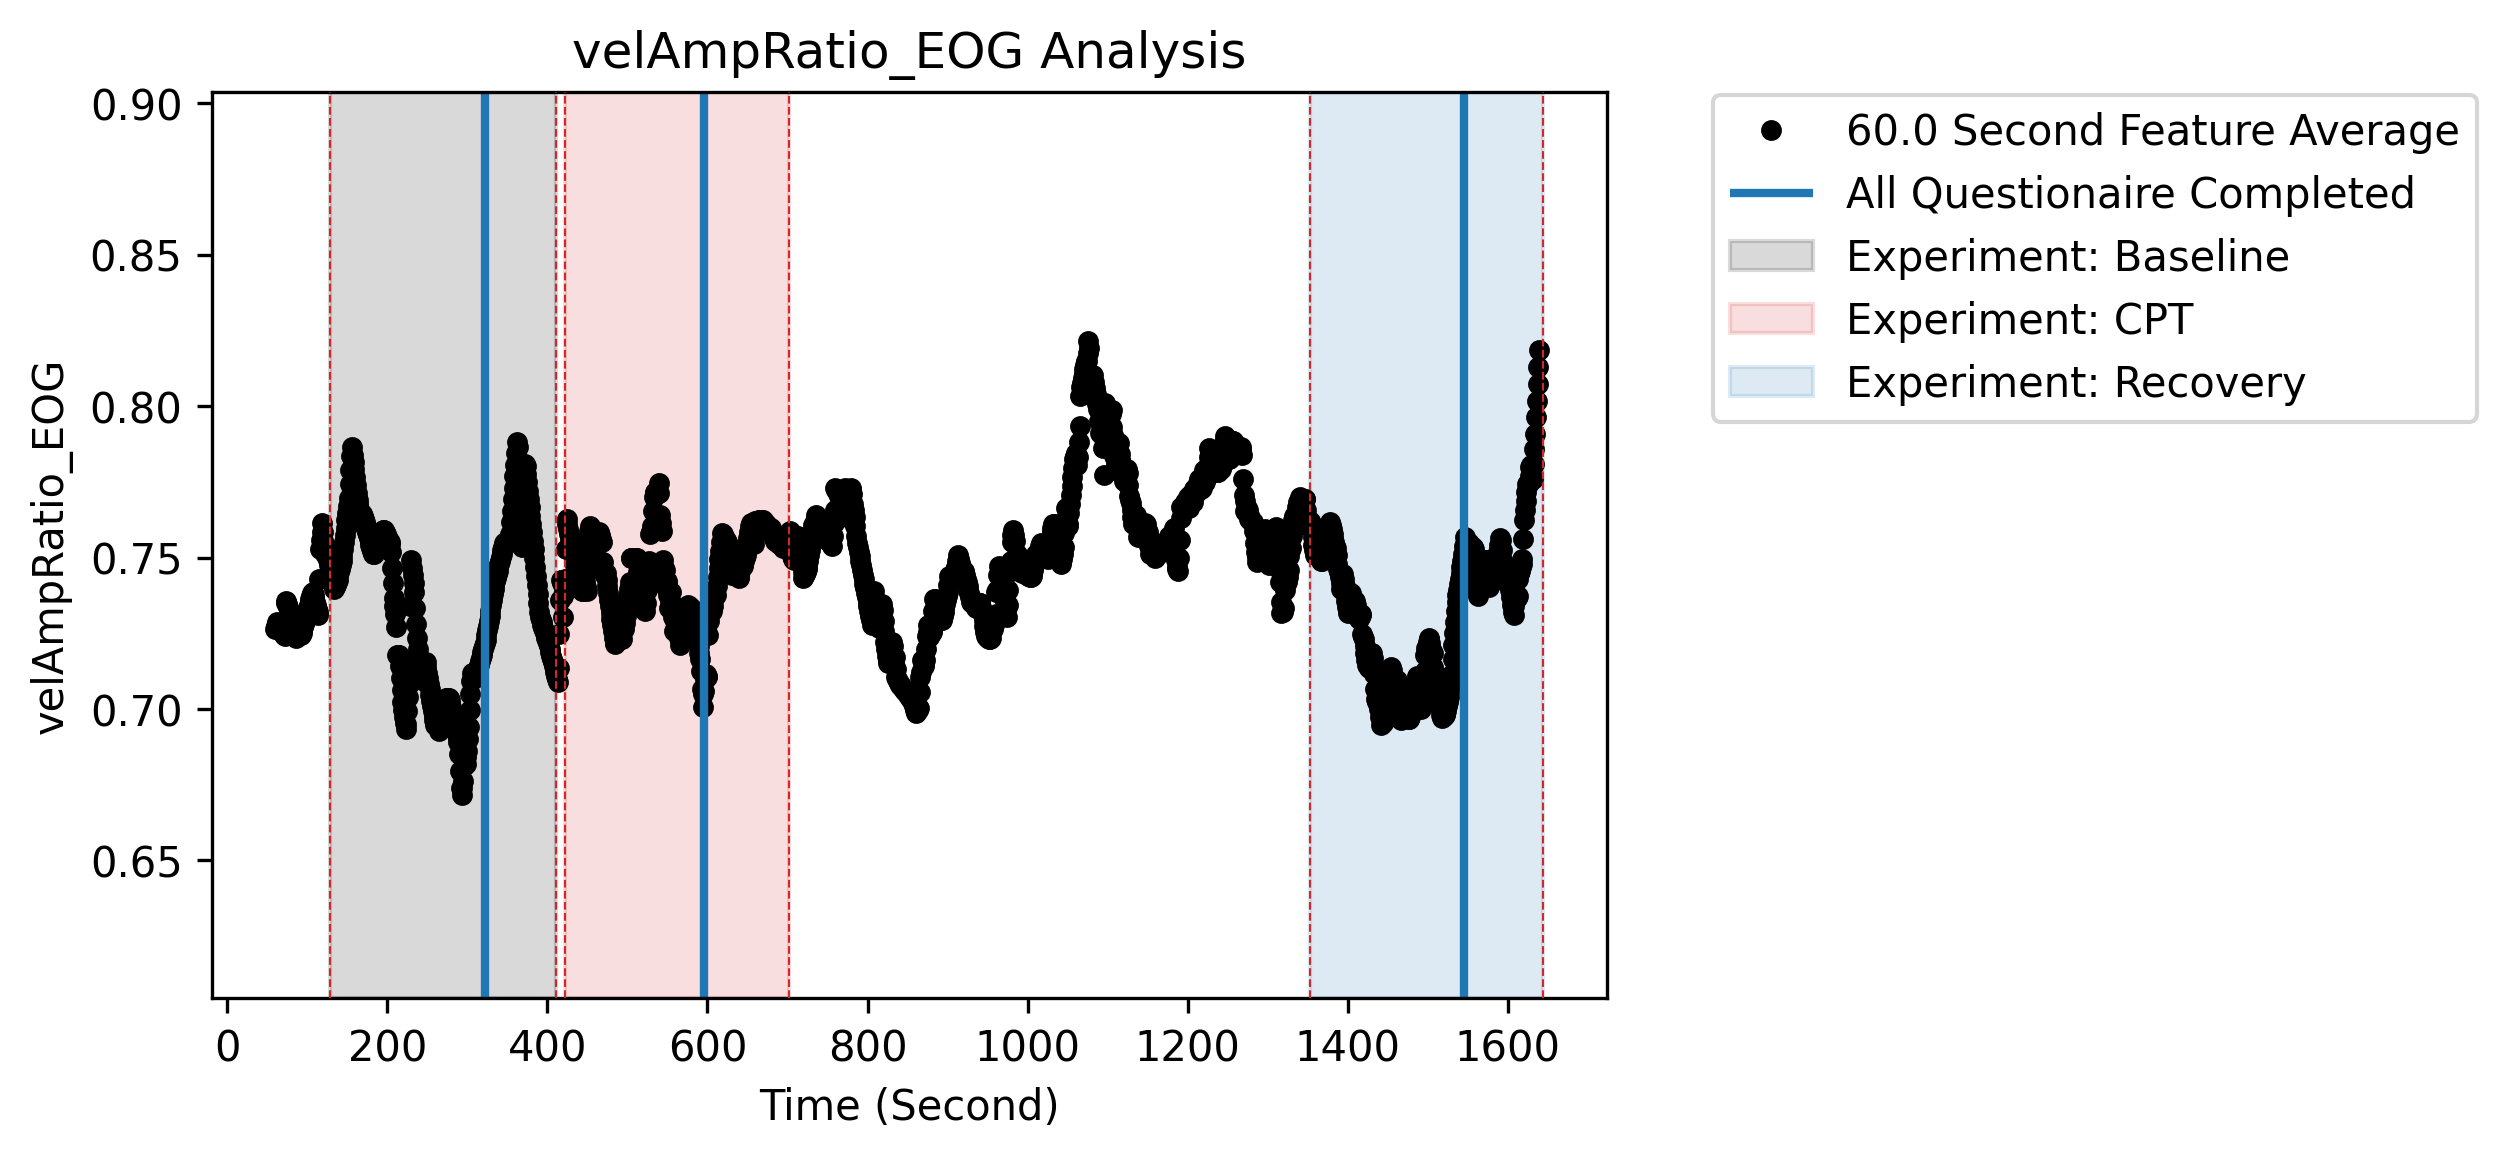 velAmpRatio_EOG Analysis
velAmpRatio_EOG
0.90
0.85
0.80
0.75
0.70
0.65
0 200 400 600 800 1000 1200 1400 1600
Time (Second)
60.0 Second Feature Average
All Questionaire Completed
Experiment: Baseline
Experiment: CPT
Experiment: Recovery